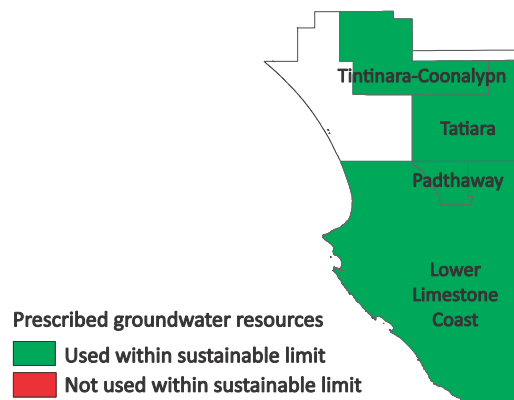 Tintinara-Coonalypn
Tatiara
Padthaway
Lower
Limestone
Coast
Prescribed groundwater resources
Used within sustainable limit
Not used within sustainable limit